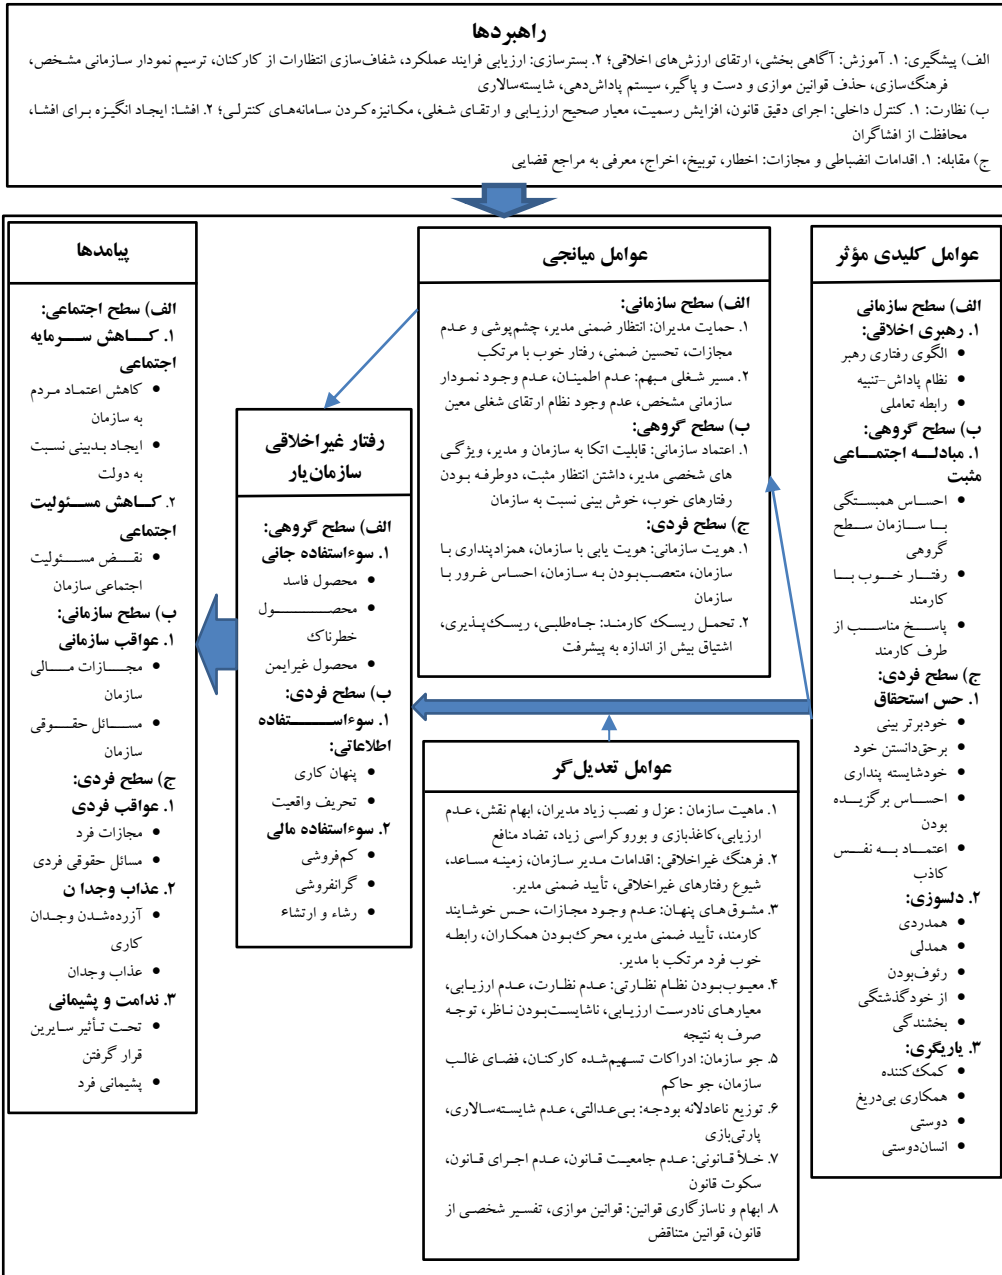 راهبردها
الف) پیشگیری: ۱. آموزش: آگاهی بخشی، ارتقای ارزش‌های اخلاقی؛ ۲. بسترسازی: ارزیابی فرایند عملکرد، شفاف‌سازی انتظارات از کارکنان، ترسیم نمودار سازمانی مشخص،
فرهنگ‌سازی، حذف قوانین موازی و دست و پاگیر، سیستم پاداش‌دهی، شایسته‌سالاری
ب) نظارت: ۱. کنترل داخلی: اجرای دقیق قانون، افزایش رسمیت، معیار صحیح ارزیابی و ارتقای شغلی، مکانیزه کردن سامانه‌های کنترلی؛ ۲. افشا: ایجاد انگیزه برای افشا،
محافظت از افشاگران
ج) مقابله: ۱. اقدامات انضباطی و مجازات: اخطار، توبیخ، اخراج، معرفی به مراجع قضایی
عوامل کلیدی مؤثر
الف) سطح سازمانی
۱. رهبری اخلاقی:
• الگوی رفتاری رهبر
• نظام پاداش-تنبیه
• رابطه تعاملی
ب) سطح گروهی:
۱. مبادله اجتماعی
مثبت
• احساس همبستگی
با سازمان سطح
گروهی
• رفتار خوب با
کارمند
• پاسخ مناسب از
طرف کارمند
ج) سطح فردی:
۱. حس استحقاق
• خودبرتر بینی
• برحق‌دانستن خود
• خودشایسته پنداری
• احساس برگزیده
بودن
• اعتماد به نفس
کاذب
۲. دلسوزی:
• همدردی
• همدلی
• رئوف‌بودن
• از خودگذشتگی
• بخشندگی
۳. یاریگری:
• کمک‌کننده
• همکاری بی‌دریغ
• دوستی
• انسان‌دوستی
عوامل میانجی
الف) سطح سازمانی:
۱. حمایت مدیران: انتظار ضمنی مدیر، چشم‌پوشی و عدم
مجازات، تحسین ضمنی، رفتار خوب با مرتکب
۲. مسیر شغلی مبهم: عدم اطمینان، عدم وجود نمودار
سازمانی مشخص، عدم وجود نظام ارتقای شغلی معین
ب) سطح گروهی:
۱. اعتماد سازمانی: قابلیت اتکا به سازمان و مدیر، ویژگی
های شخصی مدیر، داشتن انتظار مثبت، دوطرفه بودن
رفتارهای خوب، خوش بینی نسبت به سازمان
ج) سطح فردی:
۱. هویت سازمانی: هویت یابی با سازمان، همزادپنداری با
سازمان، متعصب‌بودن به سازمان، احساس غرور با
سازمان
۲. تحمل ریسک کارمند: جاه‌طلبی، ریسک‌پذیری،
اشتیاق بیش از اندازه به پیشرفت
عوامل تعدیل‌گر
۱. ماهیت سازمان : عزل و نصب زیاد مدیران، ابهام نقش، عدم
ارزیابی،کاغذبازی و بوروکراسی زیاد، تضاد منافع
۲. فرهنگ غیراخلاقی: اقدامات مدیر سازمان، زمینه مساعد،
شیوع رفتارهای غیراخلاقی، تأیید ضمنی مدیر.
۳. مشوق‌های پنهان: عدم وجود مجازات، حس خوشایند
کارمند، تأیید ضمنی مدیر، محرک‌بودن همکاران، رابطه
خوب فرد مرتکب با مدیر.
۴. معیوب‌بودن نظام نظارتی: عدم نظارت، عدم ارزیابی،
معیارهای نادرست ارزیابی، ناشایست‌بودن ناظر، توجه
صرف به نتیجه
۵. جو سازمان: ادراکات تسهیم‌شده کارکنان، فضای غالب
سازمان، جو حاکم
۶. توزیع ناعادلانه بودجه: بی‌عدالتی، عدم شایسته‌سالاری،
پارتی‌بازی
۷. خلأ قانونی: عدم جامعیت قانون، عدم اجرای قانون،
سکوت قانون
۸. ابهام و ناسازگاری قوانین: قوانین موازی، تفسیر شخصی از
قانون، قوانین متناقض
رفتار غیراخلاقی
سازمان‌یار
الف) سطح گروهی:
۱. سوءاستفاده جانی
• محصول فاسد
• محصول
خطرناک
• محصول غیرایمن
ب) سطح فردی:
۱. سوءاستفاده
اطلاعاتی:
• پنهان کاری
• تحریف واقعیت
۲. سوءاستفاده مالی
• کم‌فروشی
• گرانفروشی
• رشاء و ارتشاء
پیامدها
الف) سطح اجتماعی:
۱. کاهش سرمایه
اجتماعی
• کاهش اعتماد مردم
به سازمان
• ایجاد بدبینی نسبت
به دولت
۲. کاهش مسئولیت
اجتماعی
• نقض مسئولیت
اجتماعی سازمان
ب) سطح سازمانی:
۱. عواقب سازمانی
• مجازات مالی
سازمان
• مسائل حقوقی
سازمان
ج) سطح فردی:
۱. عواقب فردی
• مجازات فرد
• مسائل حقوقی فردی
۲. عذاب وجدا ن
• آزرده‌شدن وجدان
کاری
• عذاب وجدان
۳. ندامت و پشیمانی
• تحت تأثیر سایرین
قرار گرفتن
• پشیمانی فرد